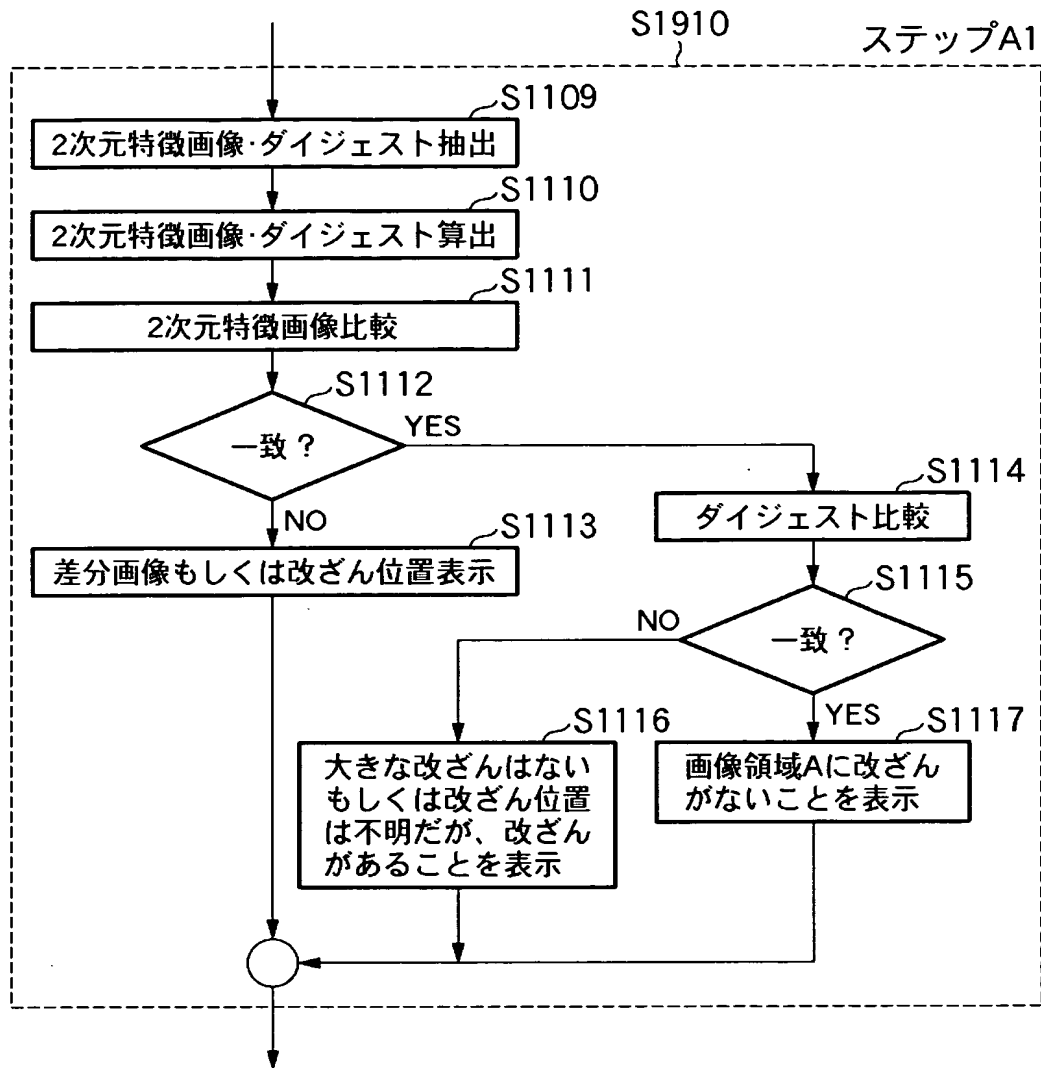 S1910
ステップA1
S1109
2次元特徴画像・ダイジェスト抽出
S1110
2次元特徴画像・ダイジェスト算出
S1111
2次元特徴画像比較
S1112
一致?
YES
NO
S1113
差分画像もしくは改ざん位置表示
S1114
ダイジェスト比較
S1115
一致?
NO
YES
S1116
大きな改ざんはない
もしくは改ざん位置
は不明だが、改ざん
があることを表示
S1117
画像領域Aに改ざん
がないことを表示